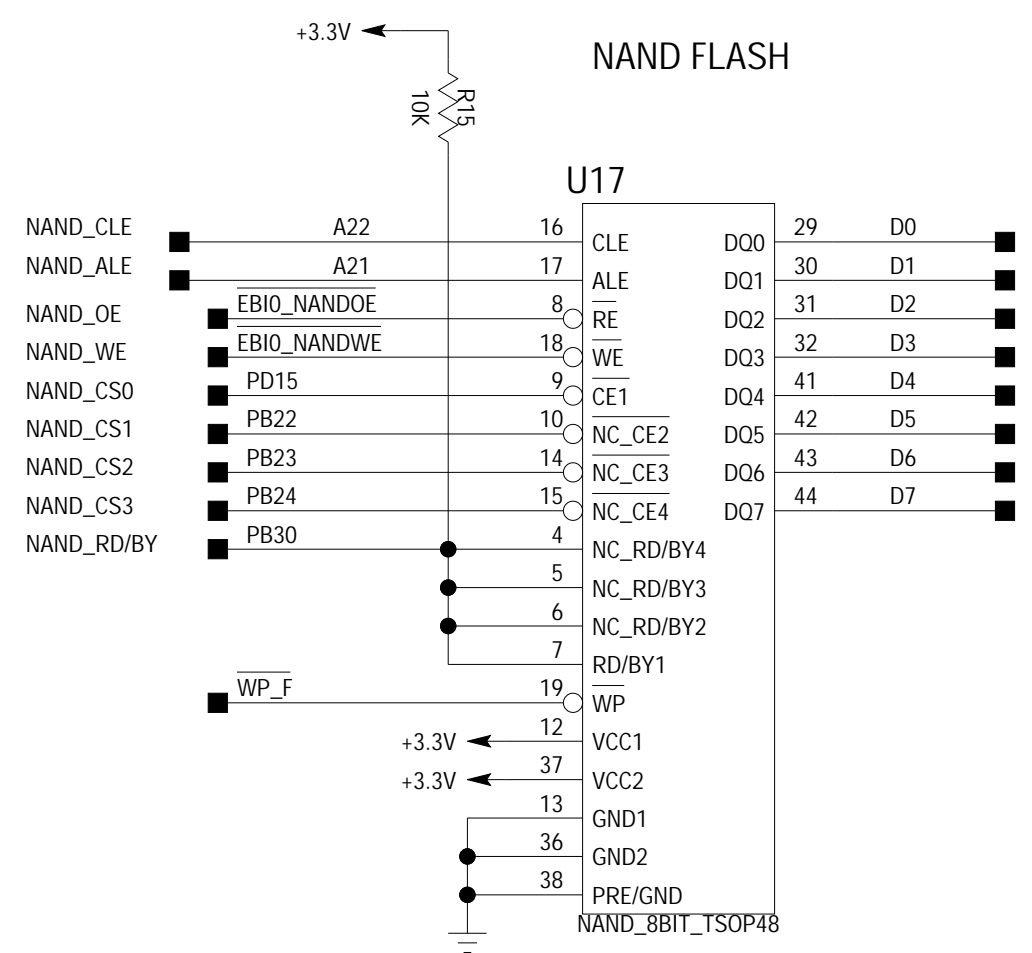 +3.3V
NAND FLASH
R15
10K
U17
NAND_CLE A22 16 CLE DQ0 29 D0
NAND_ALE A21 17 ALE DQ1 30 D1
NAND_OE EBI0_NANDOE 8 RE DQ2 31 D2
NAND_WE EBI0_NANDWE 18 WE DQ3 32 D3
NAND_CS0 PD15 9 CE1 DQ4 41 D4
NAND_CS1 PB22 10 NC_CE2 DQ5 42 D5
NAND_CS2 PB23 14 NC_CE3 DQ6 43 D6
NAND_CS3 PB24 15 NC_CE4 DQ7 44 D7
NAND_RD/BY PB30 4 NC_RD/BY4
5 NC_RD/BY3
6 NC_RD/BY2
7 RD/BY1
WP_F 19 WP
+3.3V 12 VCC1
+3.3V 37 VCC2
13 GND1
36 GND2
38 PRE/GND
NAND_8BIT_TSOP48